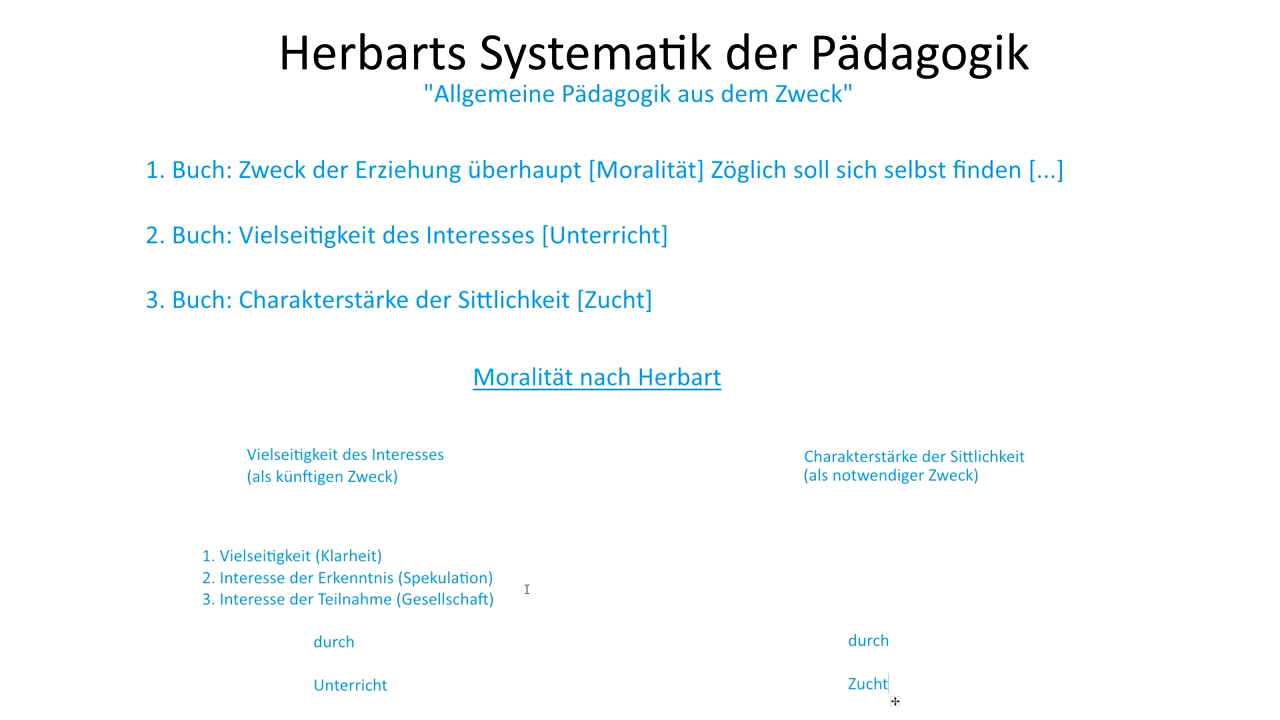 Herbarts Systematik der Pädagogik
"Allgemeine Pädagogik aus dem Zweck"
1. Buch: Zweck der Erziehung überhaupt [Moralität] Zöglich soll sich selbst finden [...]
2. Buch: Vielseitigkeit des Interesses [Unterricht]
3. Buch: Charakterstärke der Sittlichkeit [Zucht]
Moralität nach Herbart
Vielseitigkeit des Interesses
(als künftigen Zweck)
Charakterstärke der Sittlichkeit
(als notwendiger Zweck)
1. Vielseitigkeit (Klarheit)
2. Interesse der Erkenntnis (Spekulation)
3. Interesse der Teilnahme (Gesellschaft)
durch
Unterricht
durch
Zucht